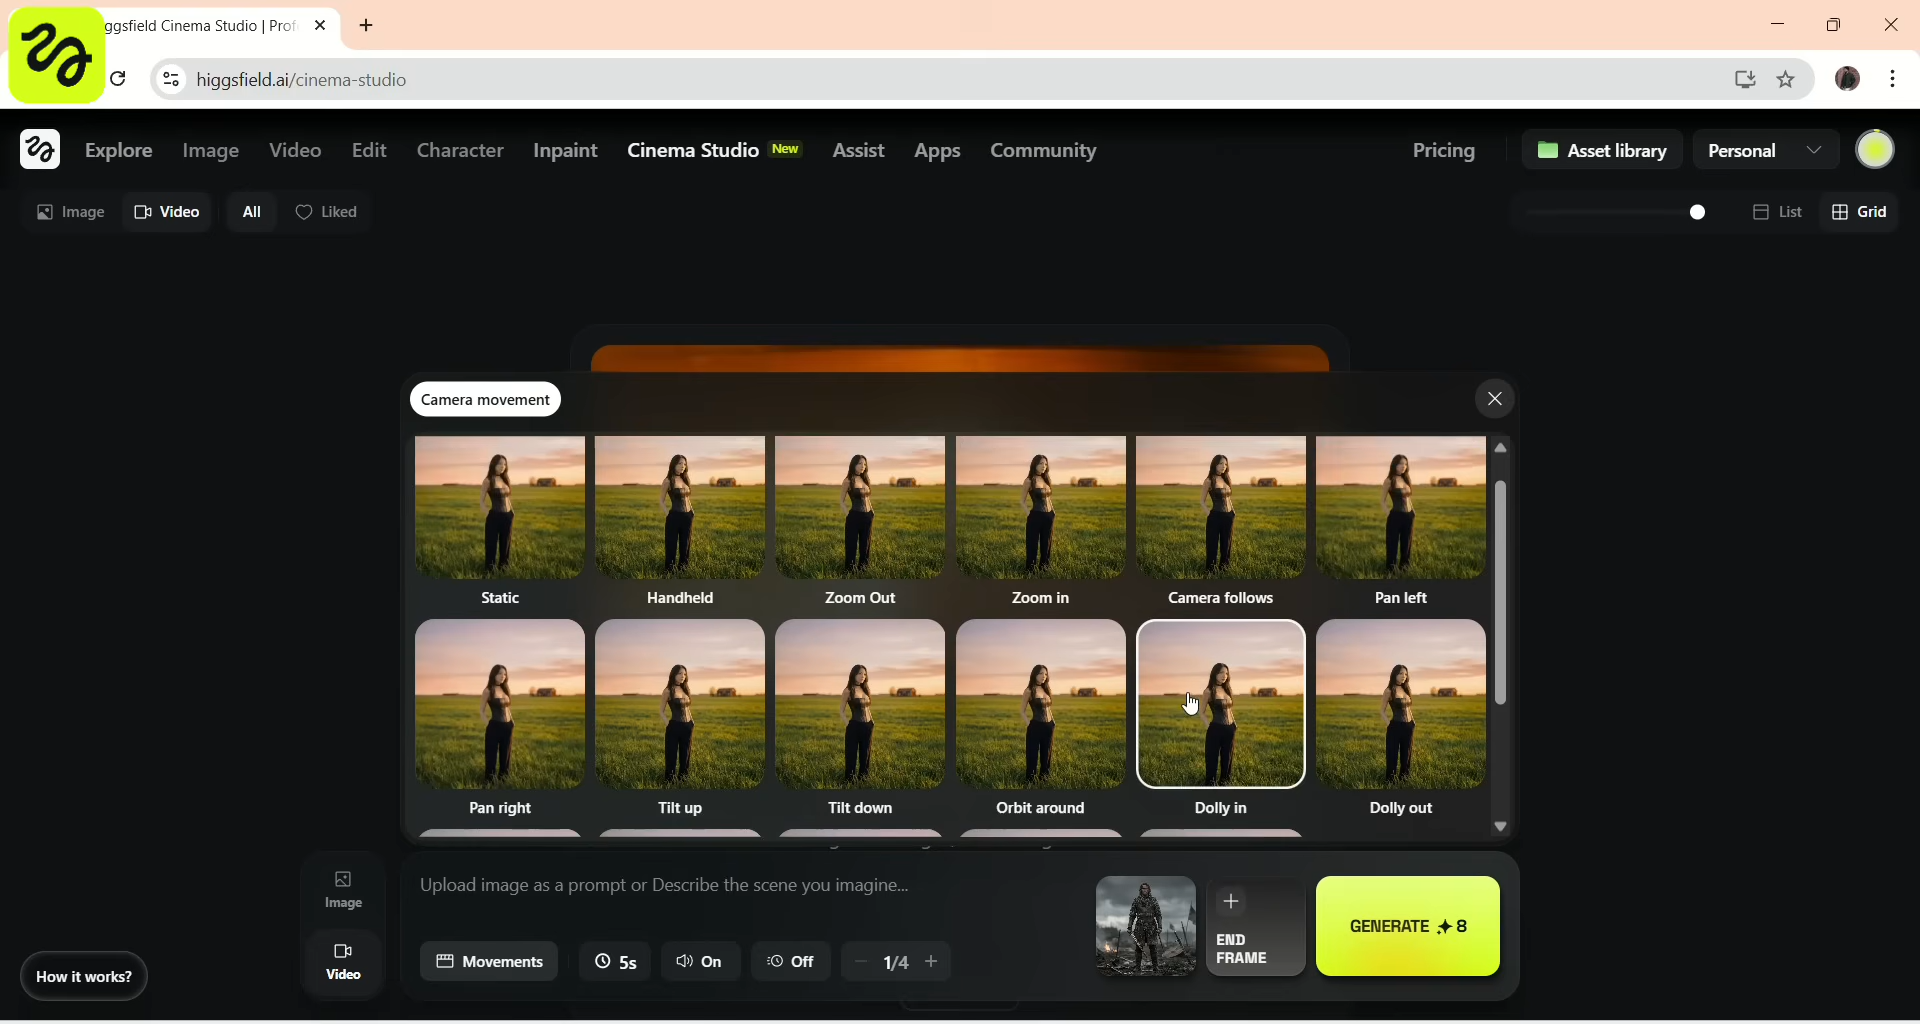 ggsfield Cinema Studio | Prof
higgsfield.ai/cinema-studio
Explore Image Video Edit Character Inpaint Cinema Studio New Assist Apps Community Pricing Asset library Personal
Image Video All Liked List Grid
Camera movement
Static Handheld Zoom Out Zoom in Camera follows Pan left
Pan right Tilt up Tilt down Orbit around Dolly in Dolly out
Image
Video
Upload image as a prompt or Describe the scene you imagine...
Movements 5s On Off 1/4
END
FRAME
GENERATE 8
How it works?